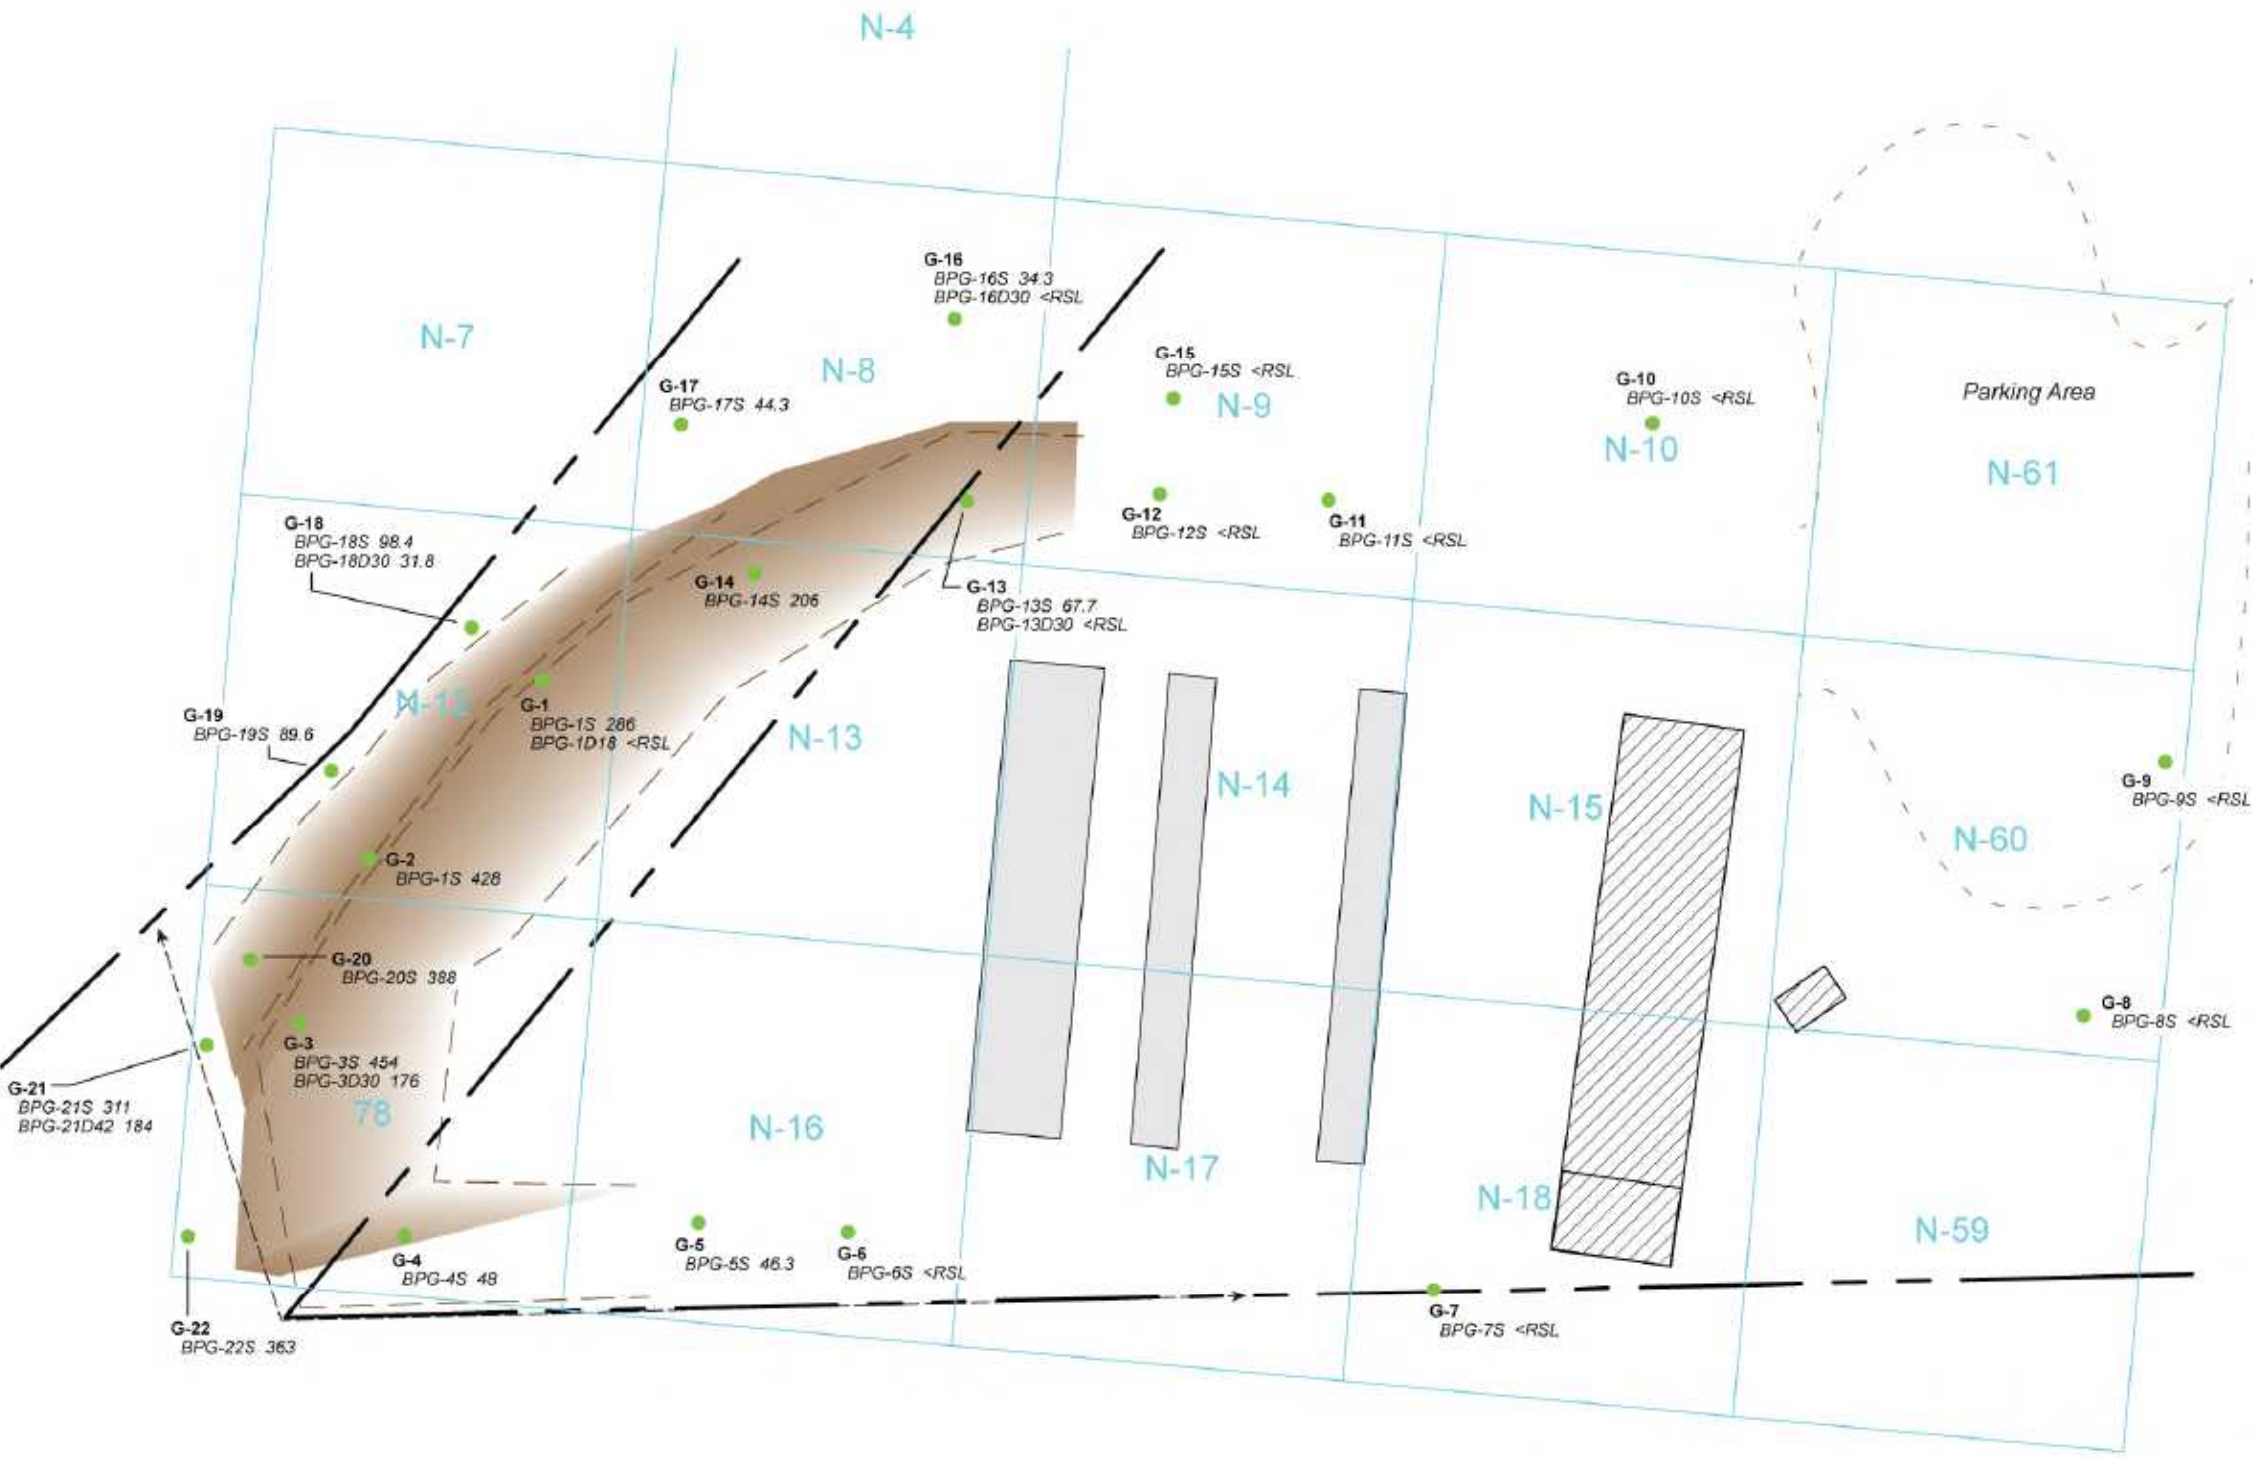 N-4
G-16
BPG-16S 34.3
BPG-16D30 <RSL
N-7
N-8
G-17
BPG-17S 44.3
G-15
BPG-15S <RSL
N-9
G-10
BPG-10S <RSL
N-10
Parking Area
N-61
G-18
BPG-18S 98.4
BPG-18D30 31.8
G-12
BPG-12S <RSL
G-11
BPG-11S <RSL
G-14
BPG-14S 206
G-13
BPG-13S 67.7
BPG-13D30 <RSL
N-12
G-1
BPG-1S 286
BPG-1D18 <RSL
G-19
BPG-19S 89.6
N-13
N-14
N-15
G-9
BPG-9S <RSL
N-60
G-2
BPG-1S 428
G-20
BPG-20S 388
G-8
BPG-8S <RSL
G-3
BPG-3S 454
BPG-3D30 176
78
G-21
BPG-21S 311
BPG-21D42 184
N-16
N-17
N-18
N-59
G-4
BPG-4S 48
G-5
BPG-5S 46.3
G-6
BPG-6S <RSL
G-7
BPG-7S <RSL
G-22
BPG-22S 363